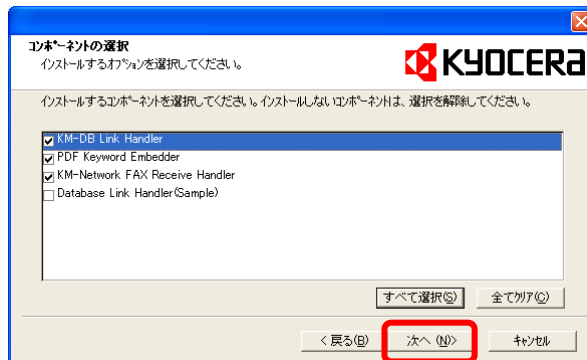 コンポーネントの選択
インストールするオプションを選択してください。
KYOCERA
インストールするコンポーネントを選択してください。インストールしないコンポーネントは、選択を解除してください。
KM-DB Link Handler
PDF Keyword Embedder
KM-Network FAX Receive Handler
Database Link Handler(Sample)
すべて選択(S) 全てクリア(C)
< 戻る(B) 次へ (N)> キャンセル